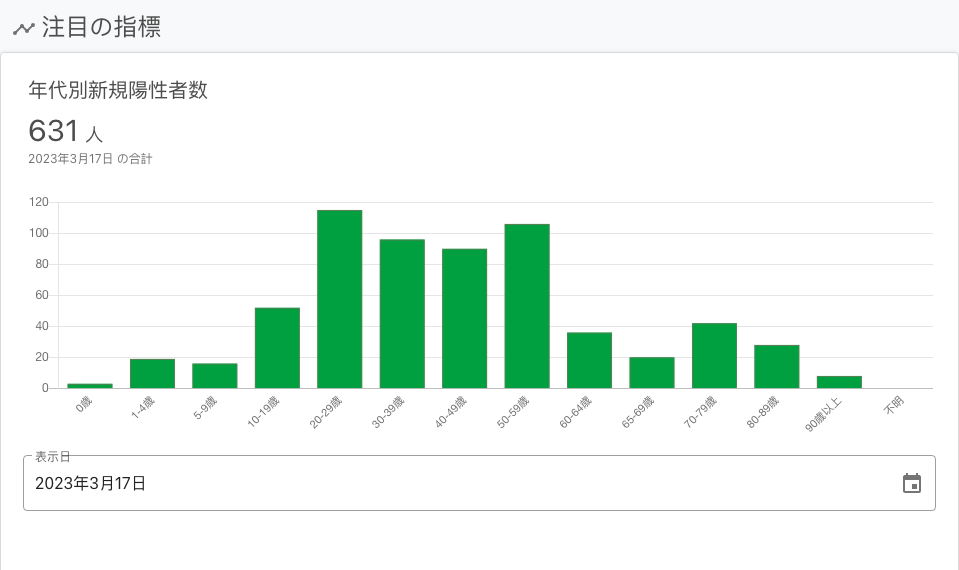 注目の指標
年代別新規陽性者数
631 人
2023年3月17日 の合計
120
100
80
60
40
20
0
0歳
1-4歳
5-9歳
10-19歳
20-29歳
30-39歳
40-49歳
50-59歳
60-64歳
65-69歳
70-79歳
80-89歳
90歳以上
不明
表示日
2023年3月17日